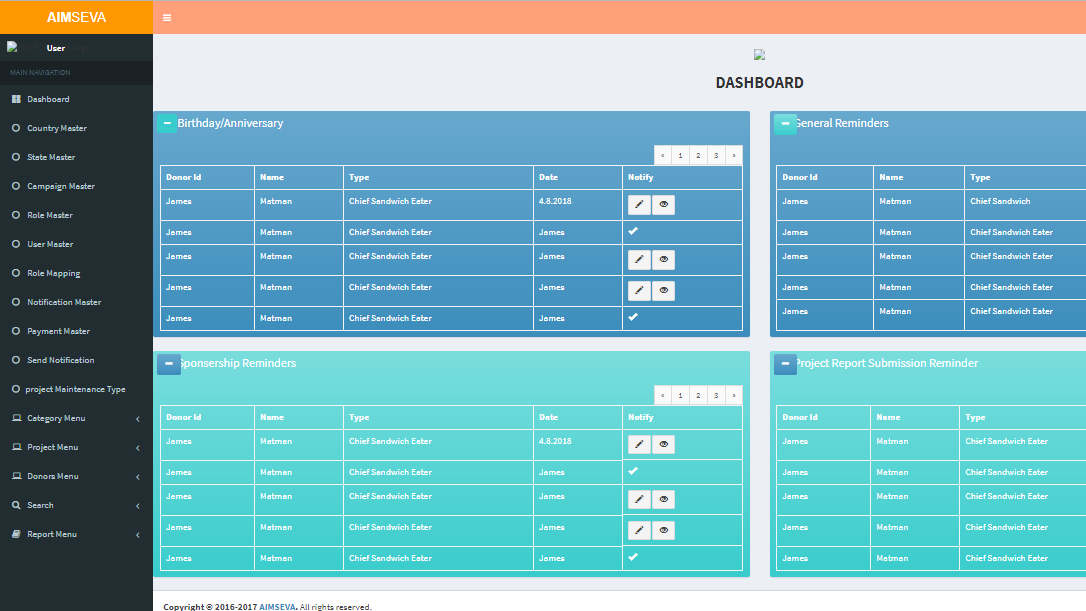 AIMSEVA
User
MAIN NAVIGATION
Dashboard
Country Master
State Master
Campaign Master
Role Master
User Master
Role Mapping
Notification Master
Payment Master
Send Notification
project Maintenance Type
Category Menu
Project Menu
Donors Menu
Search
Report Menu
DASHBOARD
Birthday/Anniversary
« 1 2 3 »
Donor Id Name Type Date Notify
James Matman Chief Sandwich Eater 4.8.2018
James Matman Chief Sandwich Eater James
James Matman Chief Sandwich Eater James
James Matman Chief Sandwich Eater James
James Matman Chief Sandwich Eater James
General Reminders
Donor Id Name Type
James Matman Chief Sandwich
James Matman Chief Sandwich Eater
James Matman Chief Sandwich Eater
James Matman Chief Sandwich Eater
James Matman Chief Sandwich Eater
Sponsership Reminders
« 1 2 3 »
Donor Id Name Type Date Notify
James Matman Chief Sandwich Eater 4.8.2018
James Matman Chief Sandwich Eater James
James Matman Chief Sandwich Eater James
James Matman Chief Sandwich Eater James
James Matman Chief Sandwich Eater James
Project Report Submission Reminder
Donor Id Name Type
James Matman Chief Sandwich Eater
James Matman Chief Sandwich Eater
James Matman Chief Sandwich Eater
James Matman Chief Sandwich Eater
James Matman Chief Sandwich Eater
Copyright © 2016-2017 AIMSEVA. All rights reserved.